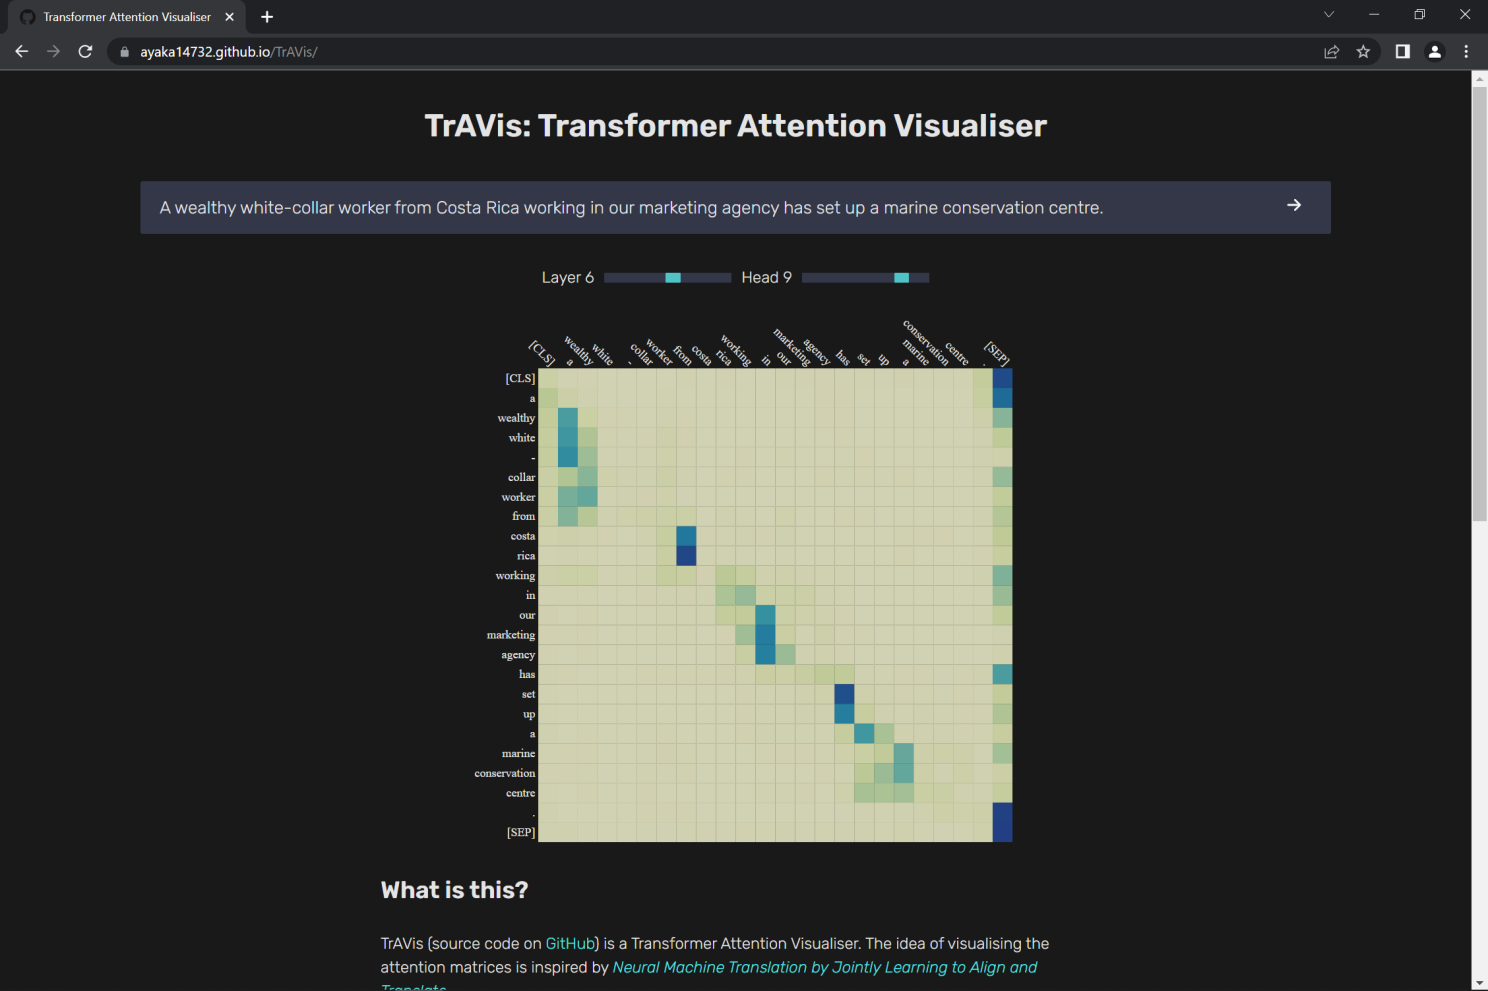 Transformer Attention Visualiser
ayaka14732.github.io/TrAVis/
TrAVis: Transformer Attention Visualiser
A wealthy white-collar worker from Costa Rica working in our marketing agency has set up a marine conservation centre.
Layer 6 Head 9
[CLS] a wealthy white - collar worker from costa rica working in our marketing agency has set up a marine conservation centre . [SEP]
[CLS]
a
wealthy
white
-
collar
worker
from
costa
rica
working
in
our
marketing
agency
has
set
up
a
marine
conservation
centre
.
[SEP]
What is this?
TrAVis (source code on GitHub) is a Transformer Attention Visualiser. The idea of visualising the
attention matrices is inspired by Neural Machine Translation by Jointly Learning to Align and
Translate